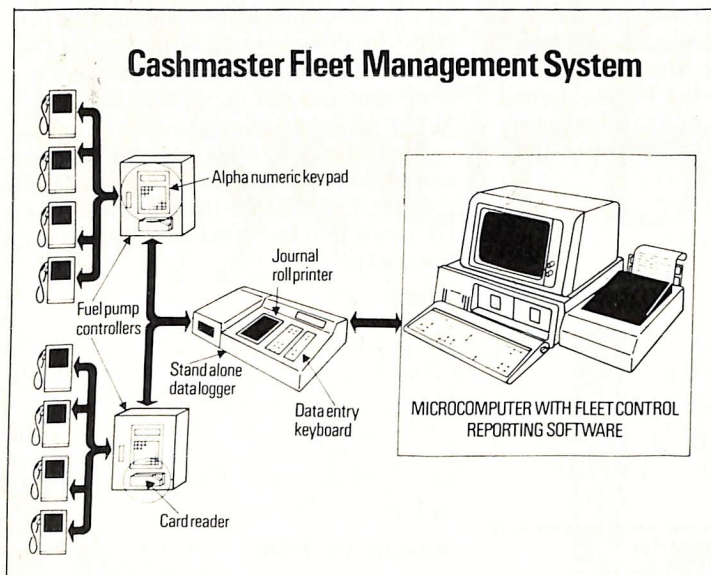 Cashmaster Fleet Management System
Alpha numeric key pad
Journal
roll printer
Fuel pump
controllers
Stand alone
data logger
Data entry
keyboard
MICROCOMPUTER WITH FLEET CONTROL
REPORTING SOFTWARE
Card reader